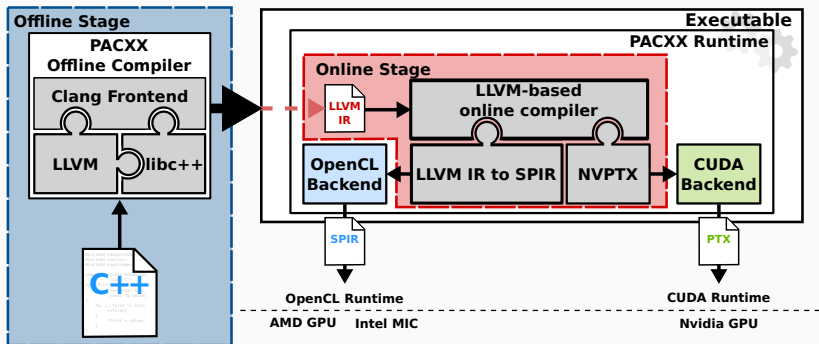 Offline Stage
PACXX
Offline Compiler
Clang Frontend
LLVM
libc++
C++
Executable
PACXX Runtime
Online Stage
LLVM
IR
LLVM-based
online compiler
OpenCL
Backend
LLVM IR to SPIR
NVPTX
CUDA
Backend
SPIR
PTX
OpenCL Runtime
CUDA Runtime
AMD GPU
Intel MIC
Nvidia GPU